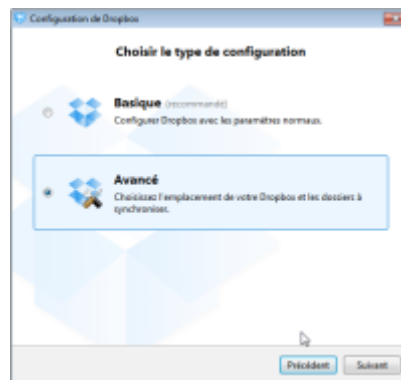 Configuration de Dropbox
Choisir le type de configuration
Basique (recommandé)
Configurer Dropbox avec les paramètres normaux.
Avancé
Choisissez l'emplacement de votre Dropbox et les dossiers à
synchroniser.
Précédent
Suivant